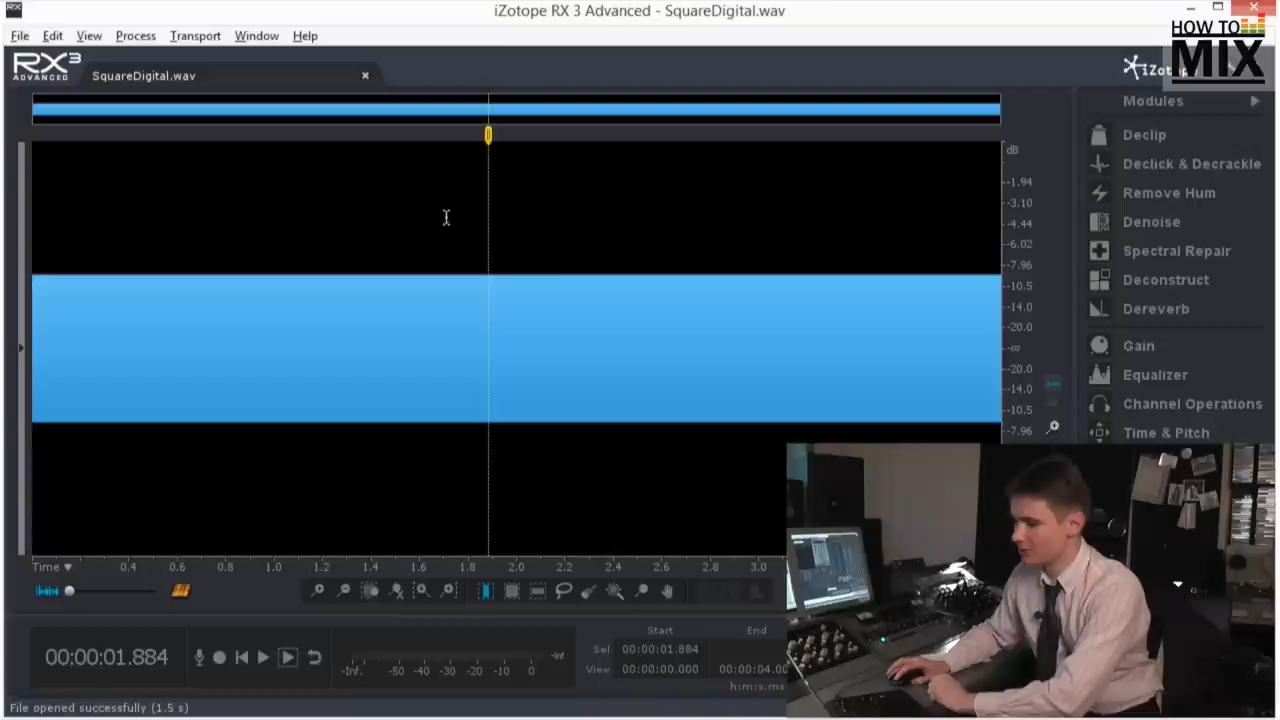 iZotope RX 3 Advanced - SquareDigital.wav
RX
File Edit View Process Transport Window Help
HOW TO
MIX
RX3
ADVANCED
SquareDigital.wav
Modules
dB
Declip
Declick & Decrackle
Remove Hum
Denoise
Spectral Repair
Deconstruct
Dereverb
Gain
Equalizer
Channel Operations
Time & Pitch
-1.94
-3.10
-4.44
-6.02
-7.96
-10.5
-14.0
-20.0
-∞
-20.0
-14.0
-10.5
-7.96
Time 0.4 0.6 0.8 1.0 1.2 1.4 1.6 1.8 2.0 2.2 2.4 2.6 2.8 3.0
00:00:01.884
-Inf. -50 -40 -30 -20 -10 0
-Inf
Start End
Sel 00:00:01.884
View 00:00:00.000 00:00:04.00
h:m:s.ms
File opened successfully (1.5 s)